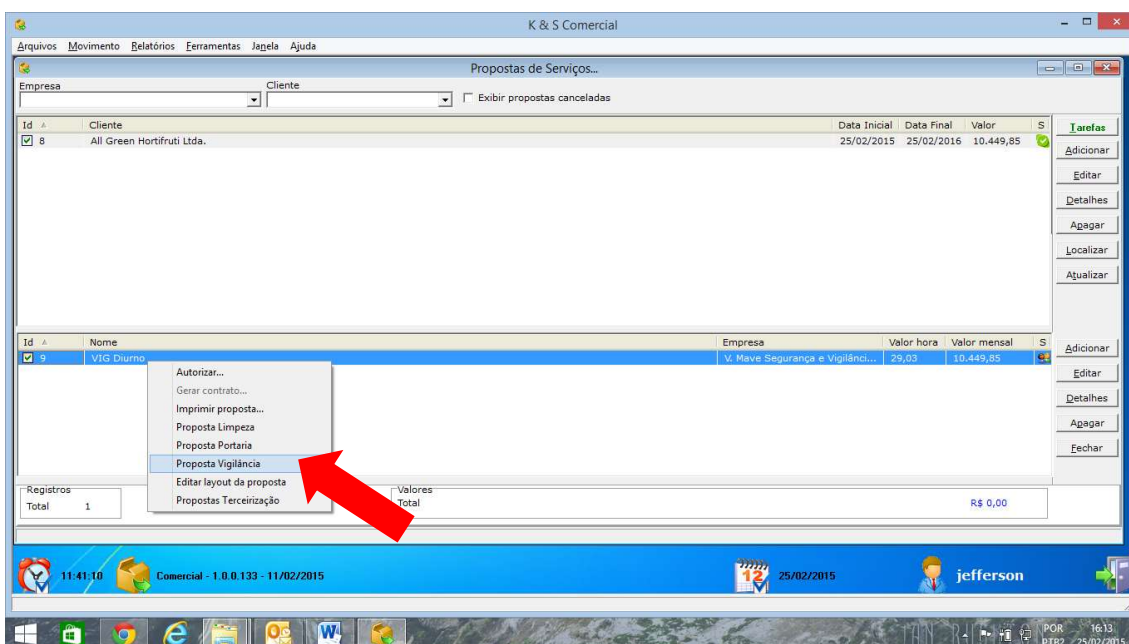 K & S Comercial
Arquivos Movimento Relatórios Ferramentas Janela Ajuda
Propostas de Serviços...
Empresa Cliente
Exibir propostas canceladas
Id Cliente Data Inicial Data Final Valor S
8 All Green Hortifruti Ltda. 25/02/2015 25/02/2016 10.449,85
Tarefas
Adicionar
Editar
Detalhes
Apagar
Localizar
Atualizar
Id Nome Empresa Valor hora Valor mensal S
9 VIG Diurno V. Mave Segurança e Vigilânci... 29,03 10.449,85
Adicionar
Editar
Detalhes
Apagar
Fechar
Autorizar...
Gerar contrato...
Imprimir proposta...
Proposta Limpeza
Proposta Portaria
Proposta Vigilância
Editar layout da proposta
Propostas Terceirização
Registros
Total 1
Valores
Total R$ 0,00
11:41:10 Comercial - 1.0.0.133 - 11/02/2015 12 25/02/2015 jefferson
POR 16:13
PTB2 25/02/2015